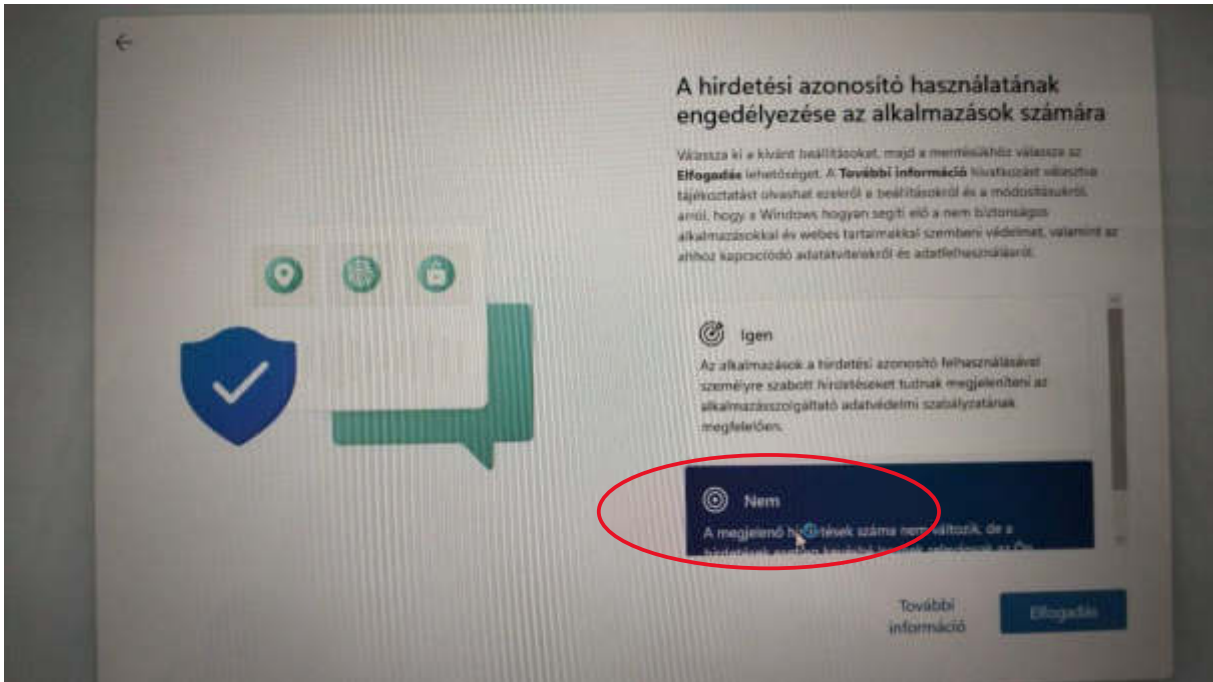 A hirdetési azonosító használatának
engedélyezése az alkalmazások számára
Válassza ki a kívánt beállításokat, majd a mentésükhöz válassza az
Elfogadás lehetőséget. A További információ hivatkozást választva
tájékoztatást olvashat ezekről a beállításokról és a módosításukról,
arról, hogy a Windows hogyan segíti elő a nem biztonságos
alkalmazásokkal és webes tartalmakkal szembeni védelmet, valamint az
ahhoz kapcsolódó adatátvitelekről és adatfelhasználásról.
Igen
Az alkalmazások a hirdetési azonosító felhasználásával
személyre szabott hirdetéseket tudnak megjeleníteni az
alkalmazásszolgáltató adatvédelmi szabályzatának
megfelelően.
Nem
A megjelenő hirdetések száma nem változik, de a
További
információ
Elfogadás